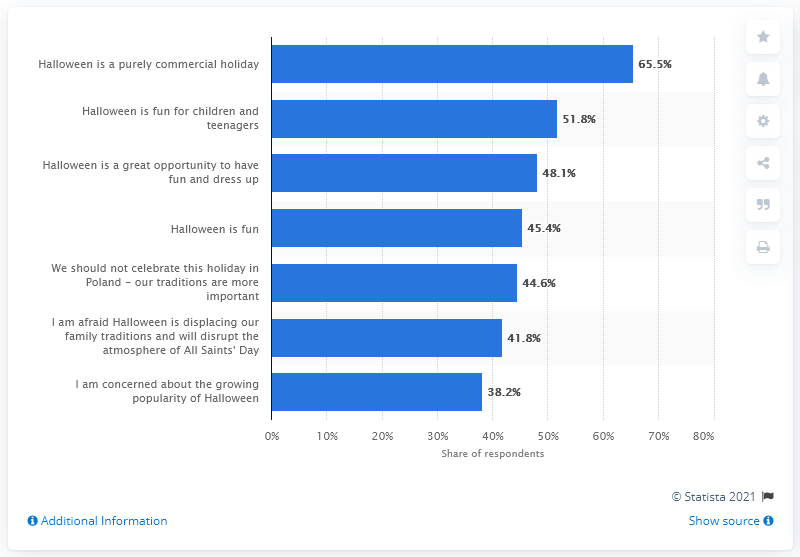 Halloween is a purely commercial holiday
65.5%
Halloween is fun for children and
teenagers
51.8%
Halloween is a great opportunity to have
fun and dress up
48.1%
Halloween is fun
45.4%
We should not celebrate this holiday in
Poland – our traditions are more
important
44.6%
I am afraid Halloween is displacing our
family traditions and will disrupt the
atmosphere of All Saints' Day
41.8%
I am concerned about the growing
popularity of Halloween
38.2%
0% 10% 20% 30% 40% 50% 60% 70% 80%
Share of respondents
© Statista 2021
Additional Information
Show source